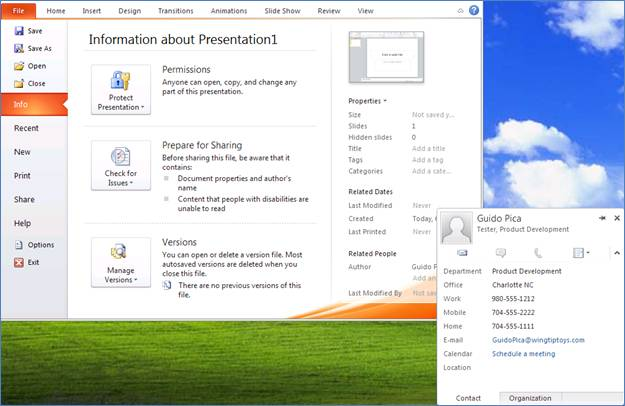 File Home Insert Design Transitions Animations Slide Show Review View
Save
Save As
Open
Close
Info
Recent
New
Print
Share
Help
Options
Exit
Information about Presentation1
Protect
Presentation
Permissions
Anyone can open, copy, and change any
part of this presentation.
Check for
Issues
Prepare for Sharing
Before sharing this file, be aware that it
contains:
Document properties and author's
name
Content that people with disabilities are
unable to read
Manage
Versions
Versions
You can open or delete a version file. Most
autosaved versions are deleted when you
close this file.
There are no previous versions of this
file.
Properties
Size Not saved y...
Slides 1
Hidden slides 0
Title Add a title
Tags Add a tag
Categories Add a cate...
Related Dates
Last Modified Never
Created Today,
Last Printed Never
Related People
Author Guido
Add an
Last Modified By Not sav
Guido Pica
Tester, Product Development
Department Product Development
Office Charlotte NC
Work 980-555-1212
Mobile 704-555-2222
Home 704-555-1111
E-mail GuidoPica@wingtiptoys.com
Calendar Schedule a meeting
Location
Contact Organization